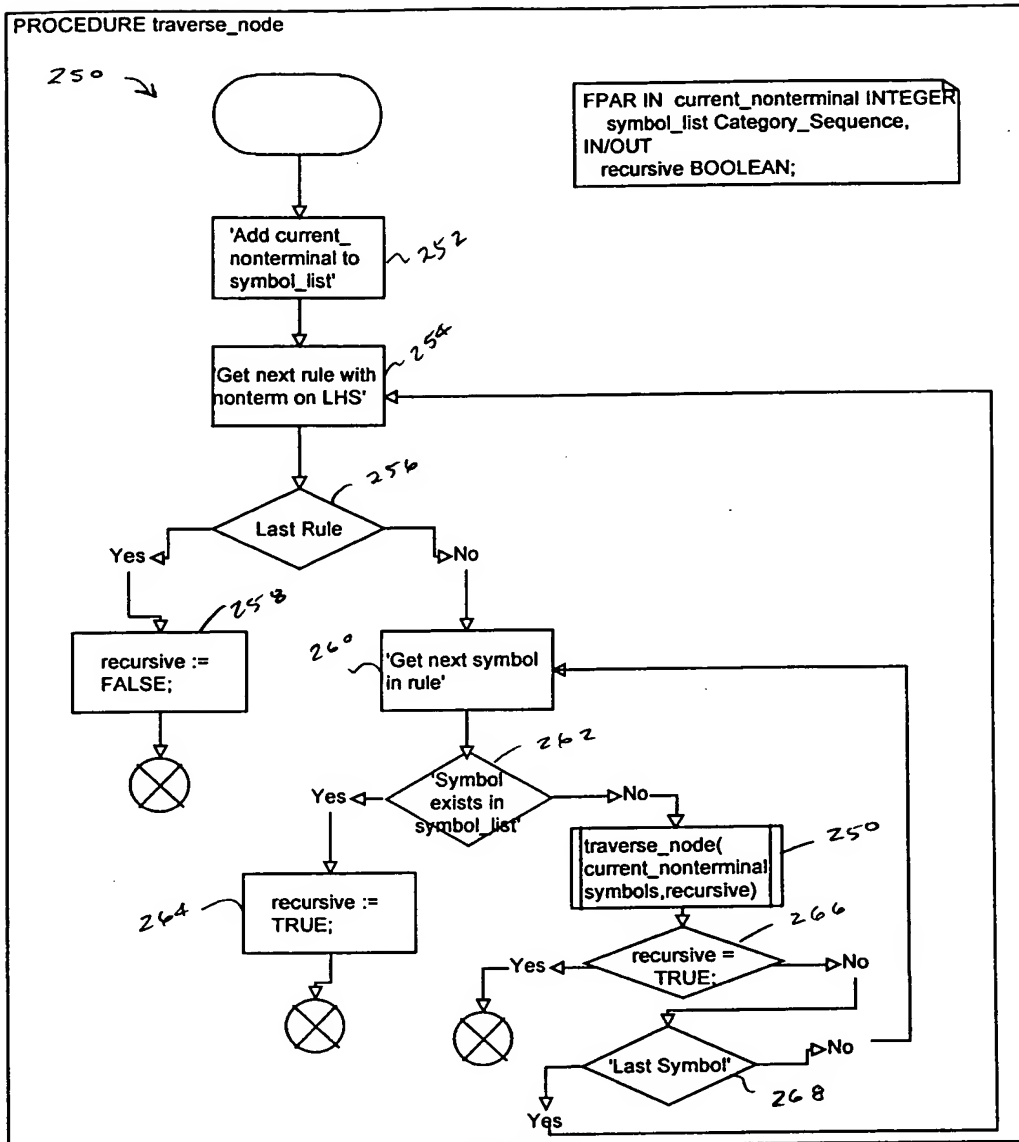 PROCEDURE traverse_node
250
FPAR IN current_nonterminal INTEGER
symbol_list Category_Sequence,
IN/OUT
recursive BOOLEAN;
'Add current_
nonterminal to
symbol_list'
252
254
'Get next rule with
nonterm on LHS'
256
Last Rule
Yes
No
258
recursive :=
FALSE;
260
'Get next symbol
in rule'
262
'Symbol
exists in
symbol_list'
Yes
No
250
traverse_node(
current_nonterminal
symbols,recursive)
264
recursive :=
TRUE;
266
recursive =
TRUE;
Yes
No
'Last Symbol'
No
268
Yes